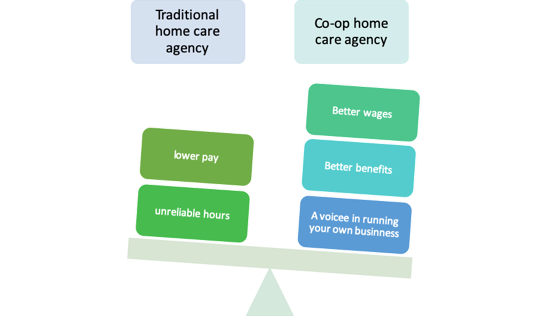 Traditional
home care
agency
Co-op home
care agency
lower pay
unreliable hours
Better wages
Better benefits
A voicee in running
your own businness